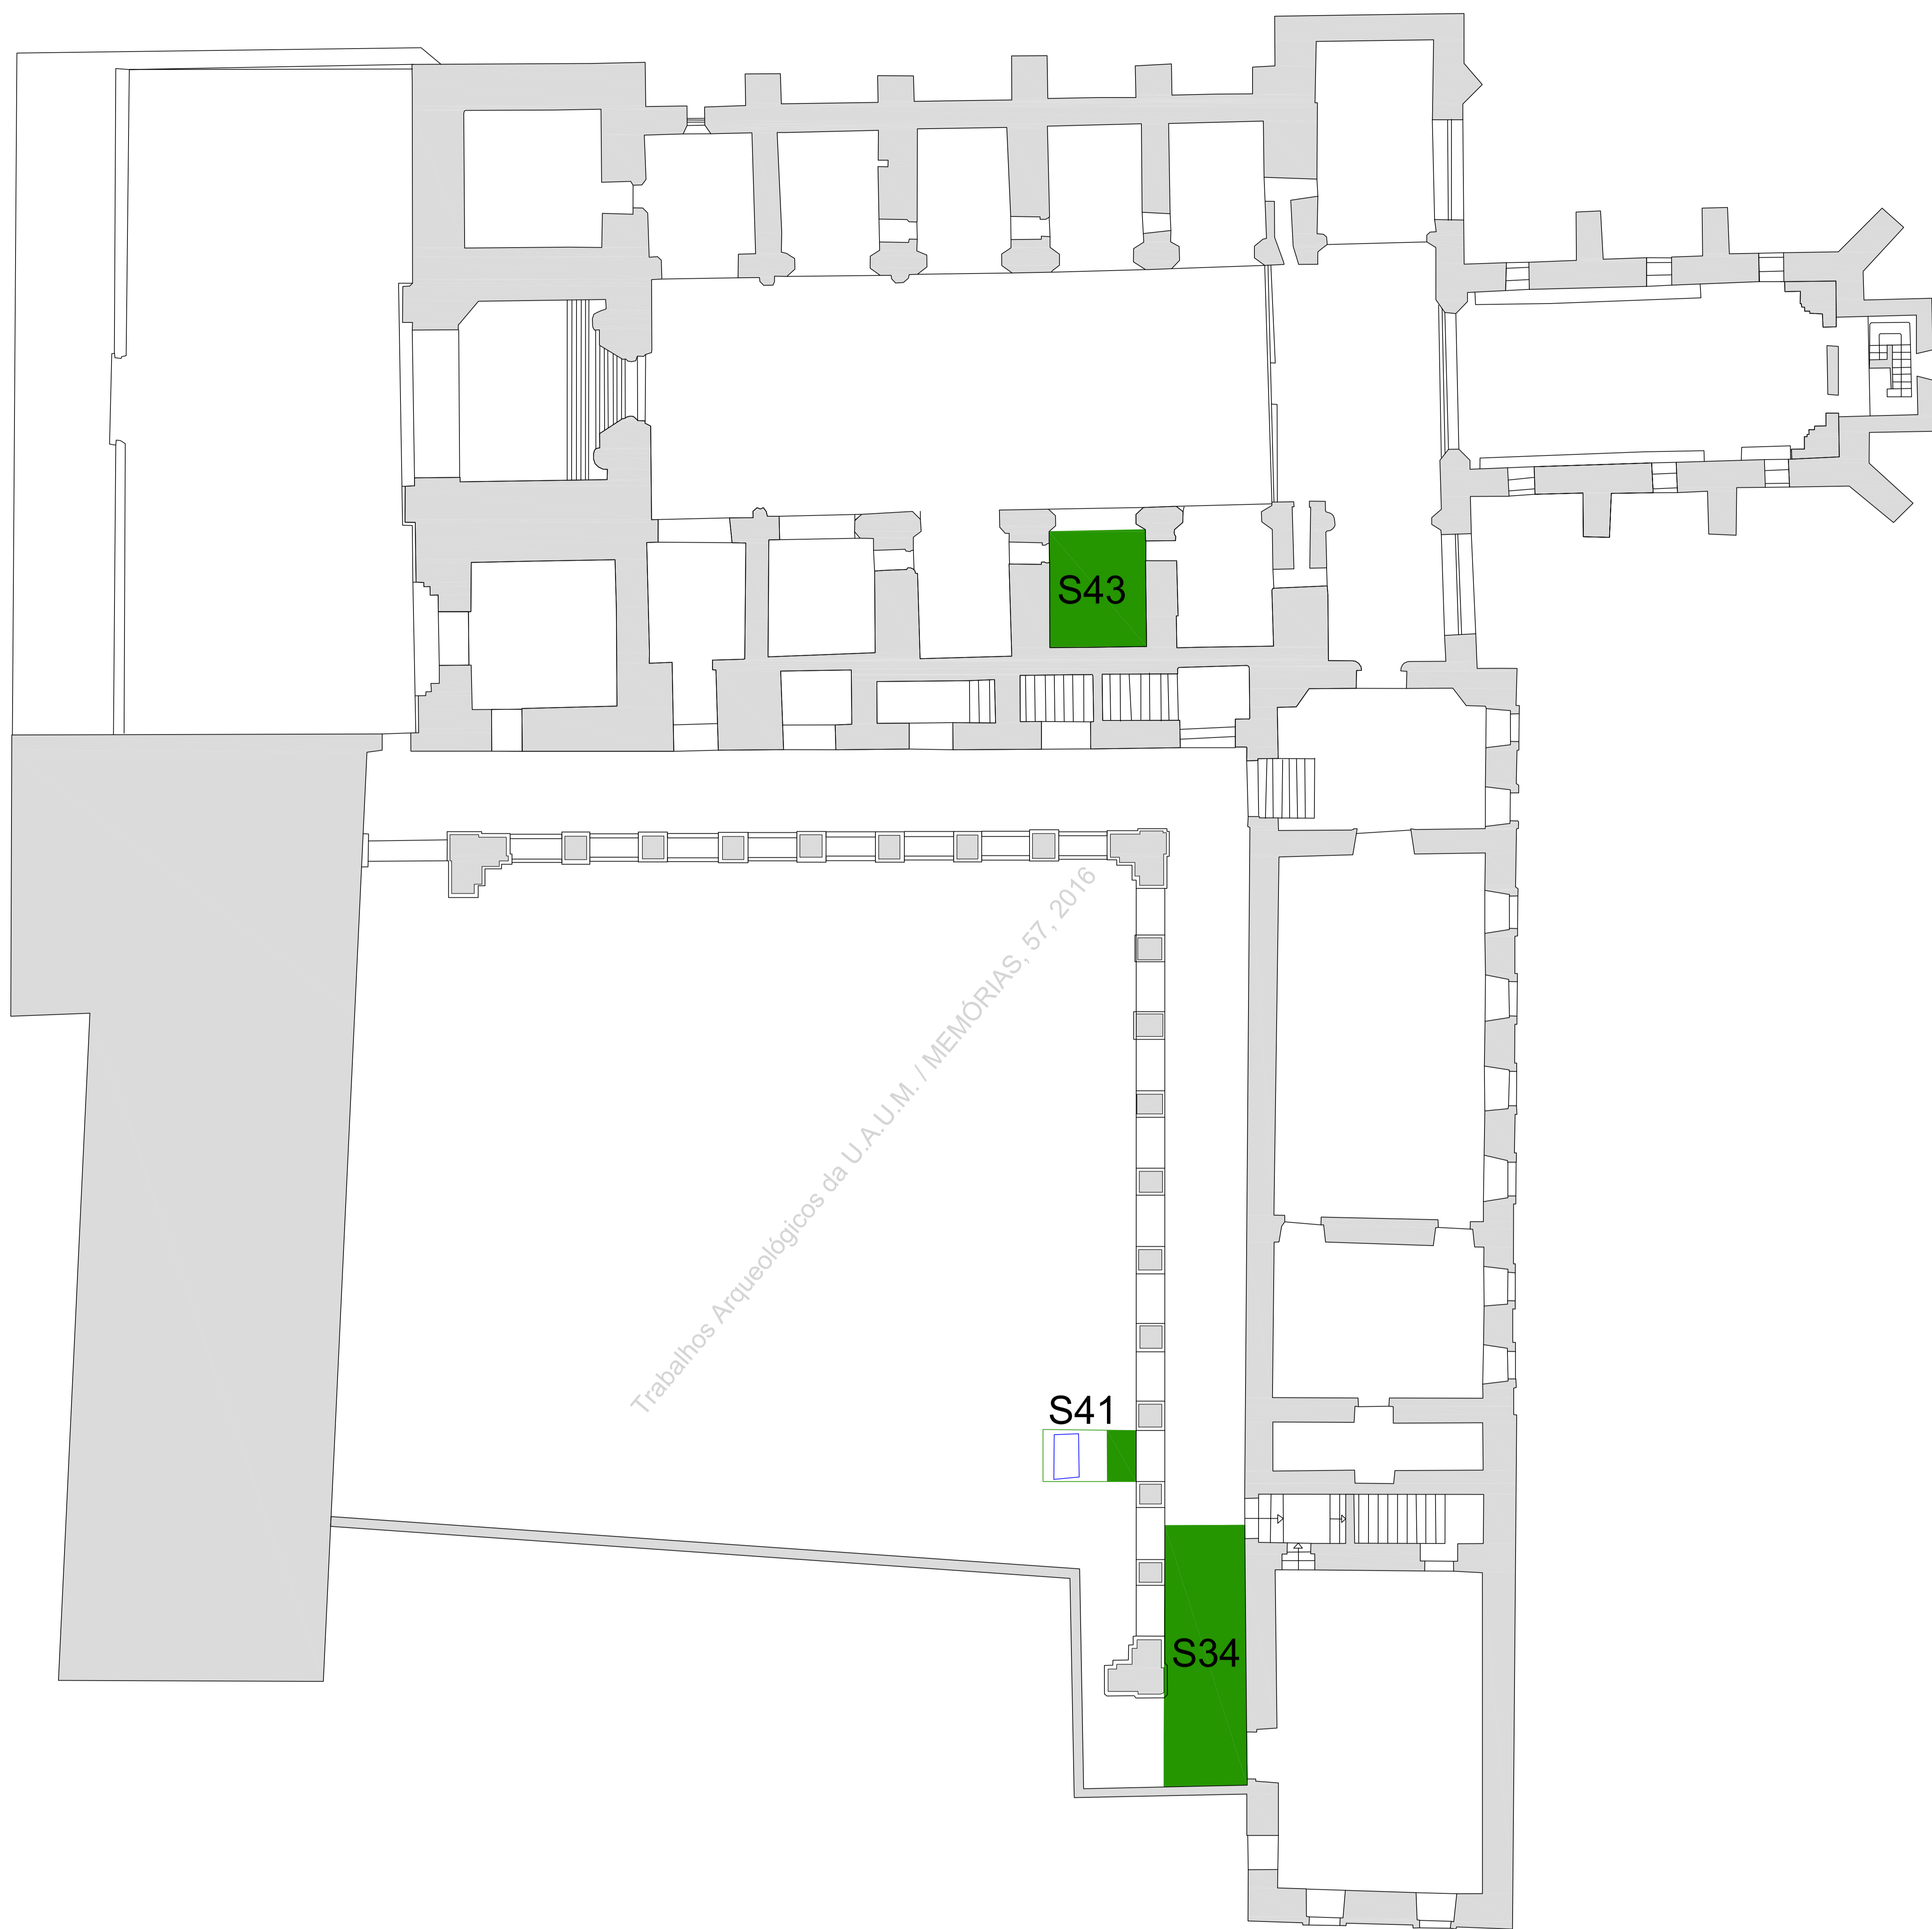 S43
Trabalhos Arqueológicos da U.A.U.M. / MEMÓRIAS, 57, 2016
S41
S34